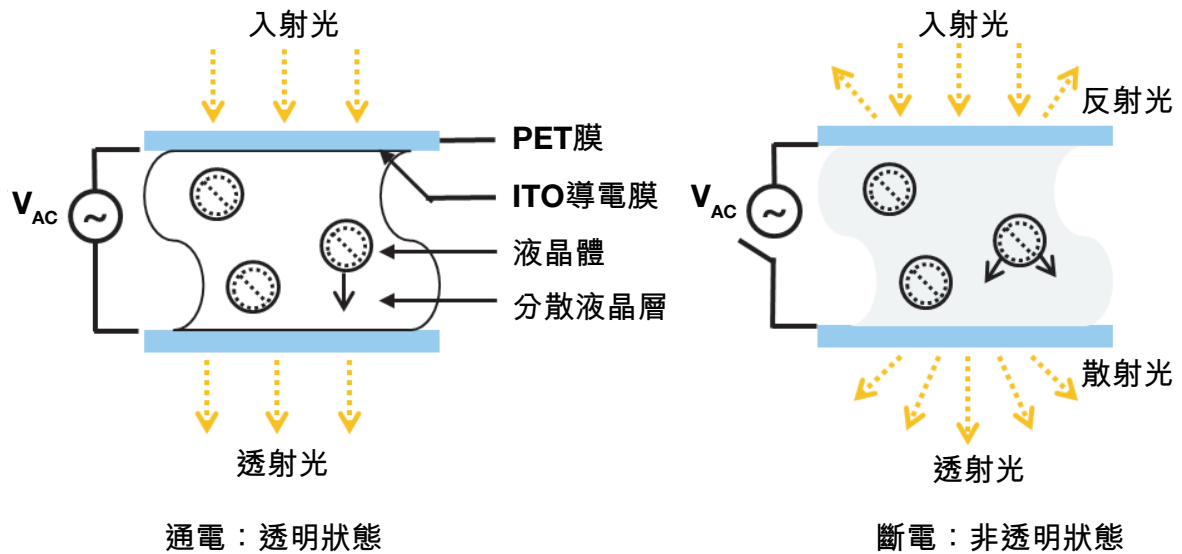 入射光
PET膜
ITO導電膜
液晶體
分散液晶層
V_AC
~
透射光
通電：透明狀態
入射光
反射光
V_AC
~
散射光
透射光
斷電：非透明狀態